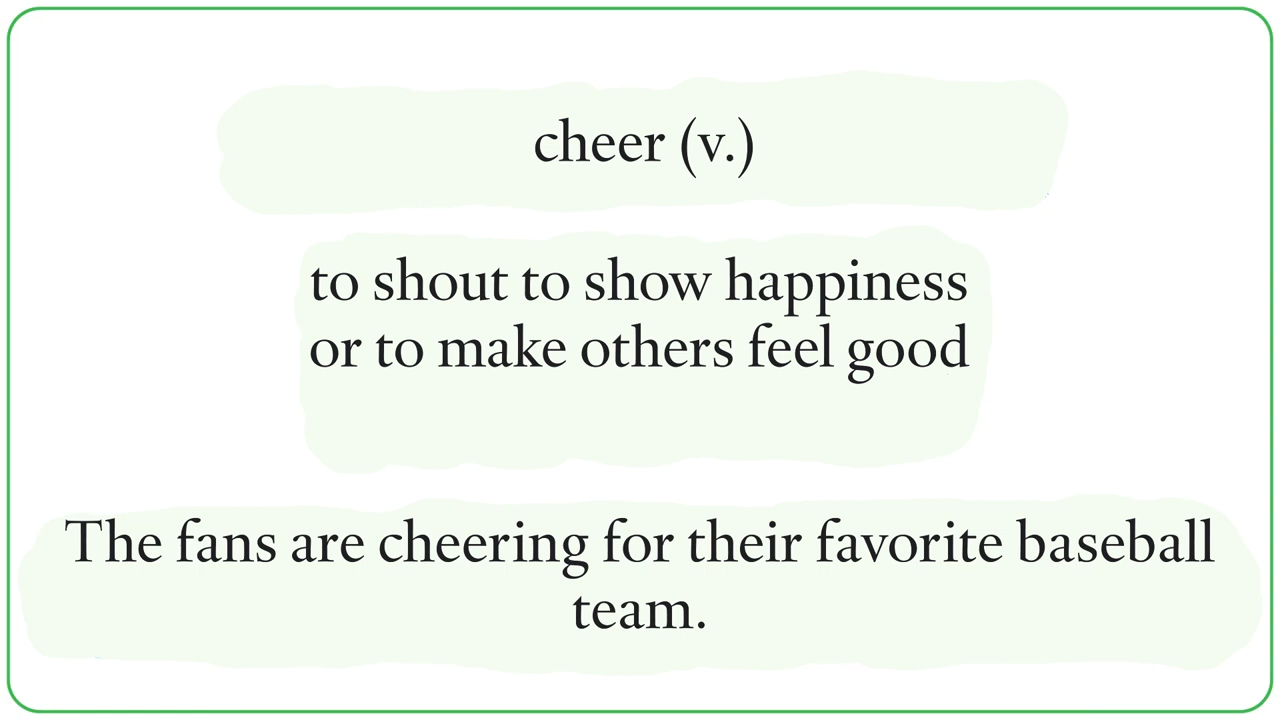 cheer (v.)
to shout to show happiness
or to make others feel good
The fans are cheering for their favorite baseball
team.